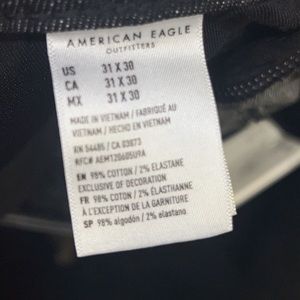 AMERICAN EAGLE
OUTFITTERS
US 31 X 30
CA 31 X 30
MX 31 X 30
MADE IN VIETNAM / FABRIQUÉ AU
VIETNAM / HECHO EN VIETNAM
RN 54485 / CA 03873
RFC# AEMT20605U9A
EN 98% COTTON / 2% ELASTANE
EXCLUSIVE OF DECORATION
FR 98% COTON / 2% ÉLASTHANNE
À L'EXCEPTION DE LA GARNITURE
SP 98% algodón / 2% elastano